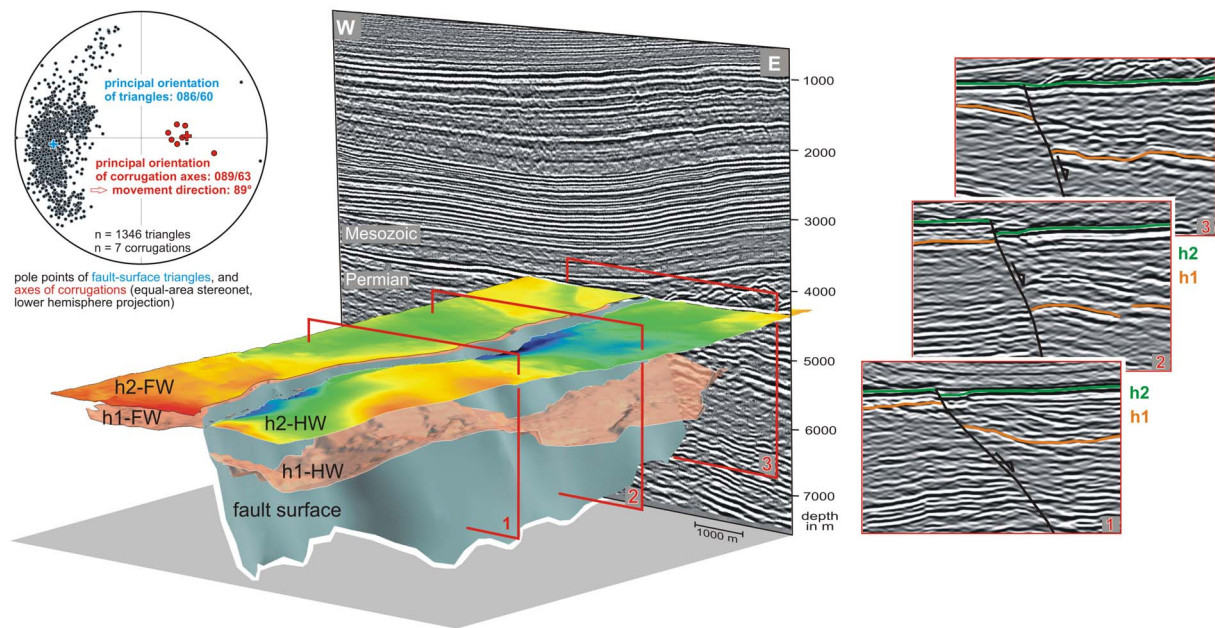 principal orientation
of triangles: 086/60
principal orientation
of corrugation axes: 089/63
⇨ movement direction: 89°
n = 1346 triangles
n = 7 corrugations
pole points of fault-surface triangles, and
axes of corrugations (equal-area stereonet,
lower hemisphere projection)
W
E
1000
2000
3000
4000
5000
6000
7000
depth
in m
1000 m
Mesozoic
Permian
h2-FW
h1-FW
h2-HW
h1-HW
fault surface
1
2
3
3
h2
h1
2
h2
h1
1